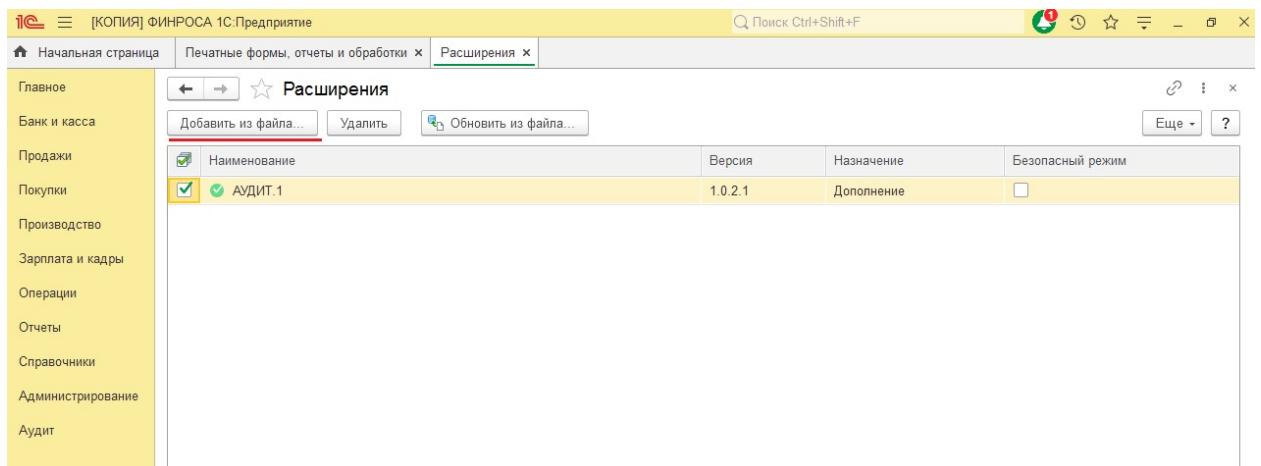 1С [КОПИЯ] ФИНРОСА 1С:Предприятие Поиск Ctrl+Shift+F 1
Начальная страница Печатные формы, отчеты и обработки × Расширения ×
Главное
Банк и касса
Продажи
Покупки
Производство
Зарплата и кадры
Операции
Отчеты
Справочники
Администрирование
Аудит
Расширения
Добавить из файла... Удалить Обновить из файла... Еще ?
Наименование Версия Назначение Безопасный режим
АУДИТ.1 1.0.2.1 Дополнение